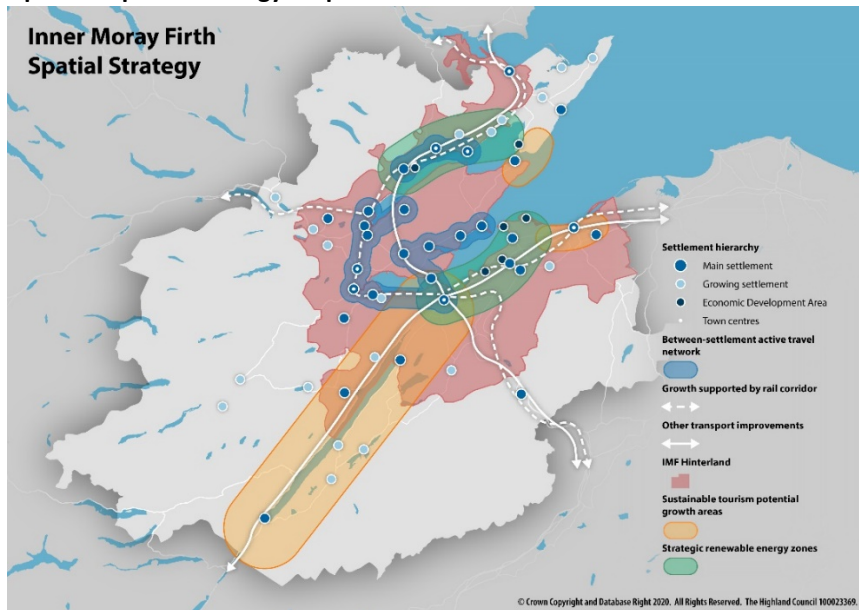 Inner Moray Firth
Spatial Strategy
Settlement hierarchy
Main settlement
Growing settlement
Economic Development Area
Town centres
Between-settlement active travel
network
Growth supported by rail corridor
Other transport improvements
IMF Hinterland
Sustainable tourism potential
growth areas
Strategic renewable energy zones
© Crown Copyright and Database Right 2020. All Rights Reserved. The Highland Council 100023369.